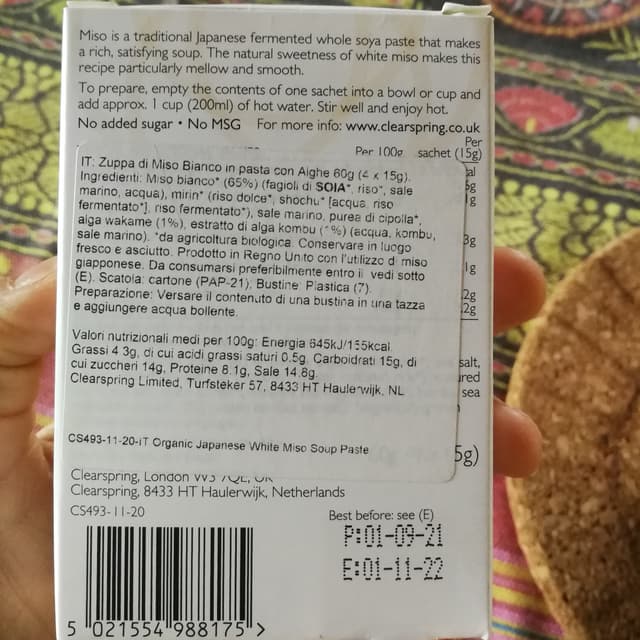 Miso is a traditional Japanese fermented whole soya paste that makes
a rich, satisfying soup. The natural sweetness of white miso makes this
recipe particularly mellow and smooth.
To prepare, empty the contents of one sachet into a bowl or cup and
add approx. 1 cup (200ml) of hot water. Stir well and enjoy hot.
No added sugar • No MSG For more info: www.clearspring.co.uk
Per
Per 100g sachet (15g)
IT: Zuppa di Miso Bianco in pasta con Alghe 60g (4 x 15g).
Ingredienti: Miso bianco* (65%) (fagioli di SOIA*, riso*, sale
marino, acqua), mirin* (riso dolce*, shochu* [acqua, riso
fermentato*], riso fermentato*), sale marino, purea di cipolla*,
alga wakame (1%), estratto di alga kombu (1%) (acqua, kombu,
sale marino). *da agricoltura biologica. Conservare in luogo
fresco e asciutto. Prodotto in Regno Unito con l'utilizzo di miso
giapponese. Da consumarsi preferibilmente entro il: vedi sotto
(E). Scatola: cartone (PAP-21); Bustine: Plastica (7).
Preparazione: Versare il contenuto di una bustina in una tazza
e aggiungere acqua bollente.
Valori nutrizionali medi per 100g: Energia 645kJ/155kcal,
Grassi 4.3g, di cui acidi grassi saturi 0.5g, Carboidrati 15g, di
cui zuccheri 14g, Proteine 8.1g, Sale 14.8g.
Clearspring Limited, Turfsteker 57, 8433 HT Haulerwijk, NL
CS493-11-20-IT Organic Japanese White Miso Soup Paste
al
g
g
3g
g
2g
2g
salt,
ured
sea
5g)
Clearspring, London W3 7QE, UK
Clearspring, 8433 HT Haulerwijk, Netherlands
CS493-11-20
Best before: see (E)
P:01-09-21
E:01-11-22
5 021554 988175 >